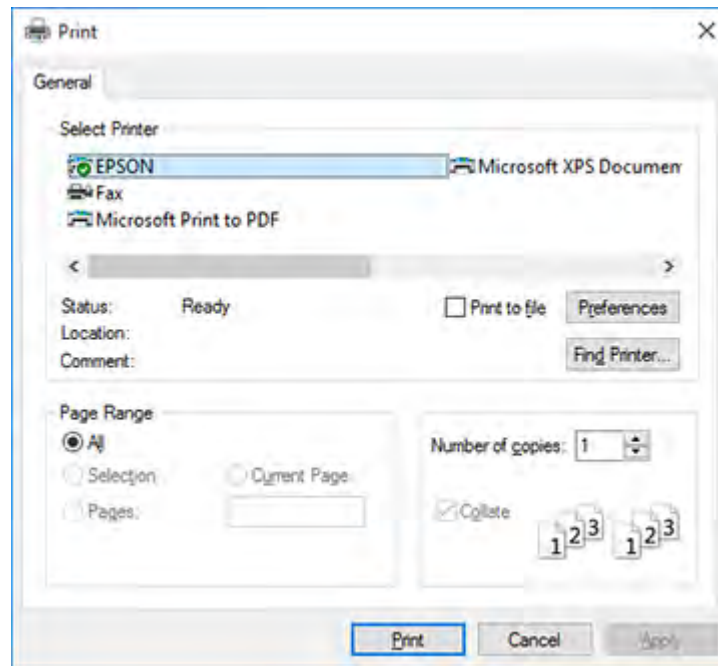 Print
General
Select Printer
EPSON Microsoft XPS Documen
Fax
Microsoft Print to PDF
Status: Ready Print to file Preferences
Location:
Comment: Find Printer...
Page Range
All Number of copies: 1
Selection Current Page
Pages: Collate
1 2 3 1 2 3
Print Cancel Apply